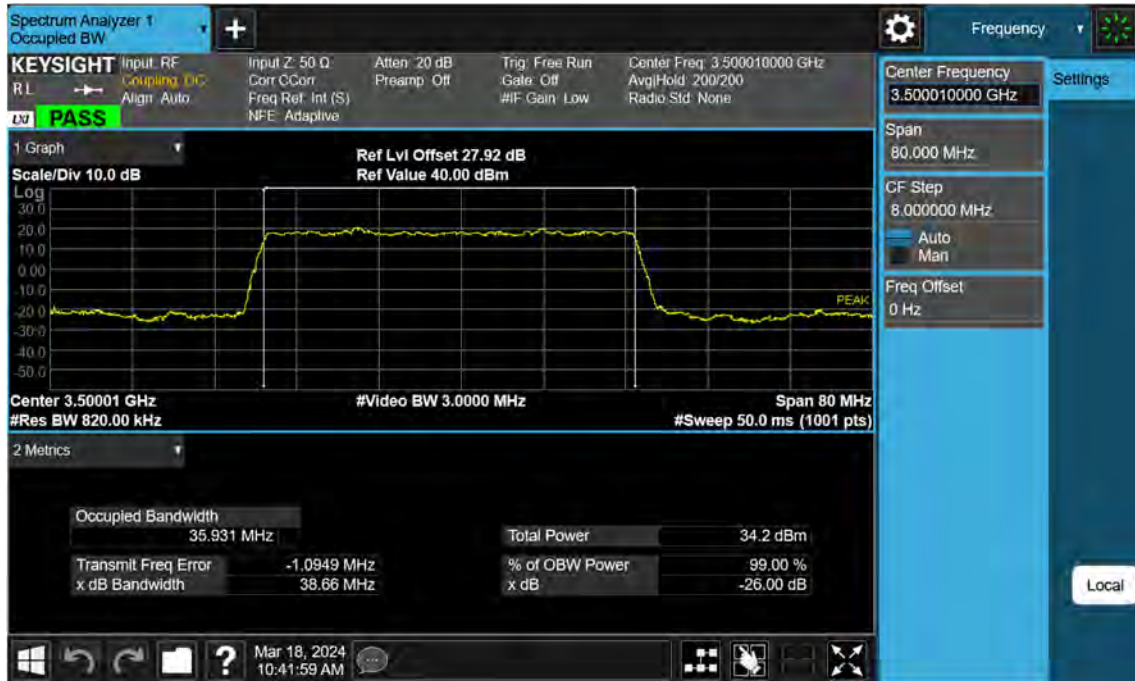 Spectrum Analyzer 1
Occupied BW
+
Frequency
KEYSIGHT
RL
LXI PASS
Input: RF
Coupling: DC
Align: Auto
Input Z: 50 Ω
Corr CCorr
Freq Ref: Int (S)
NFE: Adaptive
Atten: 20 dB
Preamp: Off
Trig: Free Run
Gate: Off
#IF Gain: Low
Center Freq: 3.500010000 GHz
Avg|Hold: 200/200
Radio Std: None
Center Frequency
3.500010000 GHz
Settings
Span
80.000 MHz
CF Step
8.000000 MHz
Auto
Man
Freq Offset
0 Hz
1 Graph
Scale/Div 10.0 dB
Ref Lvl Offset 27.92 dB
Ref Value 40.00 dBm
Log
30.0
20.0
10.0
0.00
-10.0
-20.0
-30.0
-40.0
-50.0
PEAK
Center 3.50001 GHz
#Video BW 3.0000 MHz
Span 80 MHz
#Res BW 820.00 kHz
#Sweep 50.0 ms (1001 pts)
2 Metrics
Occupied Bandwidth
35.931 MHz
Total Power 34.2 dBm
Transmit Freq Error -1.0949 MHz
% of OBW Power 99.00 %
x dB Bandwidth 38.66 MHz
x dB -26.00 dB
Local
?
Mar 18, 2024
10:41:59 AM